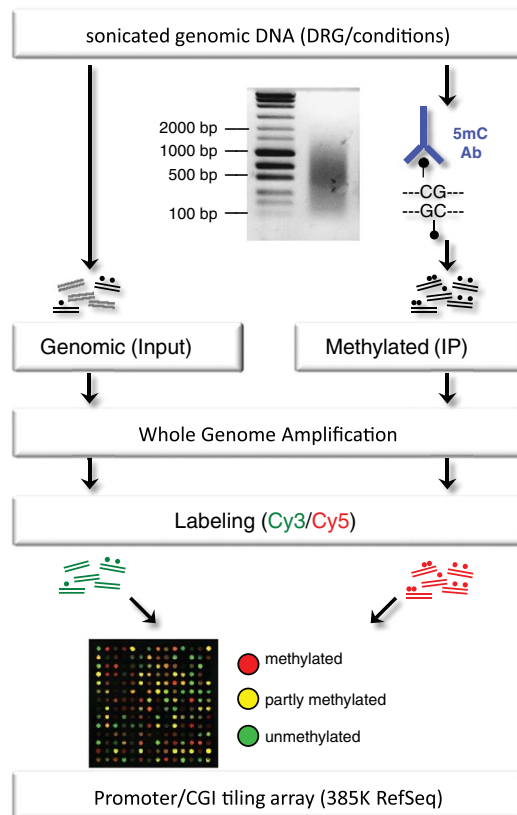 sonicated genomic DNA (DRG/conditions)
2000 bp
1000 bp
500 bp
100 bp
5mC
Ab
---CG---
---GC---
Genomic (Input)
Methylated (IP)
Whole Genome Amplification
Labeling (Cy3/Cy5)
methylated
partly methylated
unmethylated
Promoter/CGI tiling array (385K RefSeq)